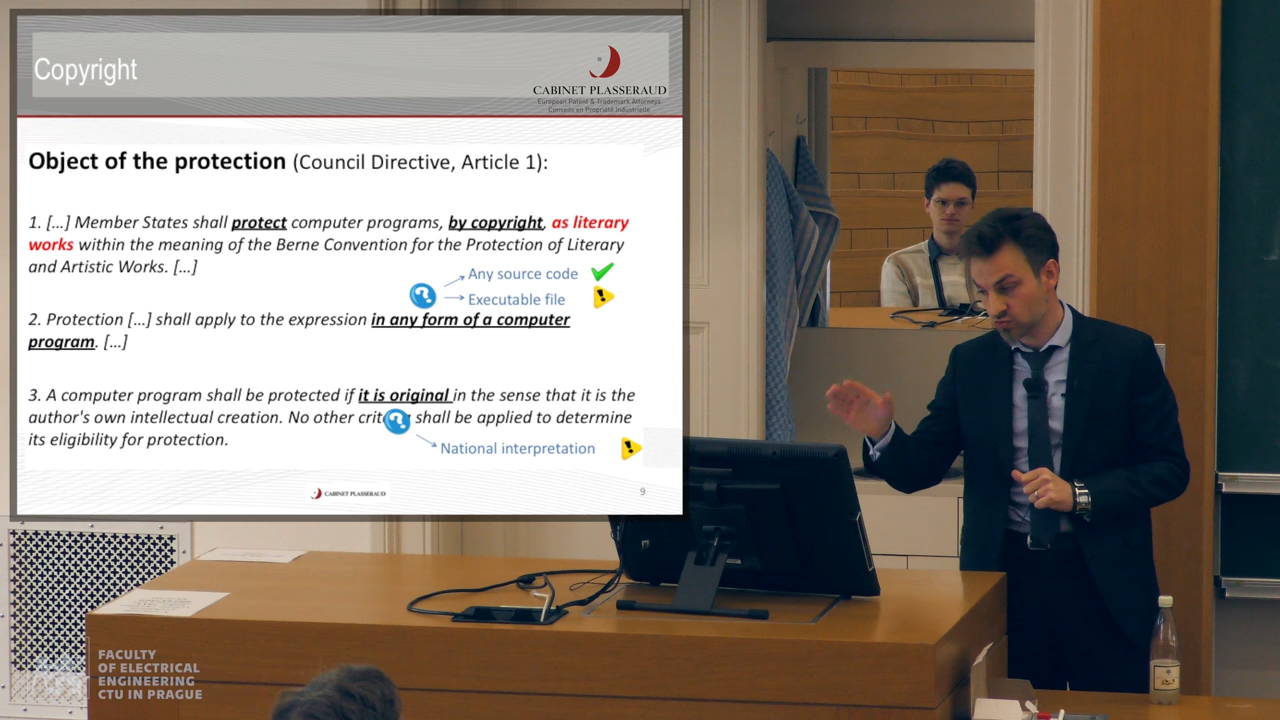 Copyright
CABINET PLASSERAUD
European Patent & Trademark Attorneys
Conseils en Propriété Industrielle
Object of the protection (Council Directive, Article 1):
1. [...] Member States shall protect computer programs, by copyright, as literary
works within the meaning of the Berne Convention for the Protection of Literary
and Artistic Works. [...]
Any source code
Executable file
2. Protection [...] shall apply to the expression in any form of a computer
program. [...]
3. A computer program shall be protected if it is original in the sense that it is the
author's own intellectual creation. No other crit shall be applied to determine
its eligibility for protection.
National interpretation
CABINET PLASSERAUD
9
FACULTY
OF ELECTRICAL
ENGINEERING
CTU IN PRAGUE